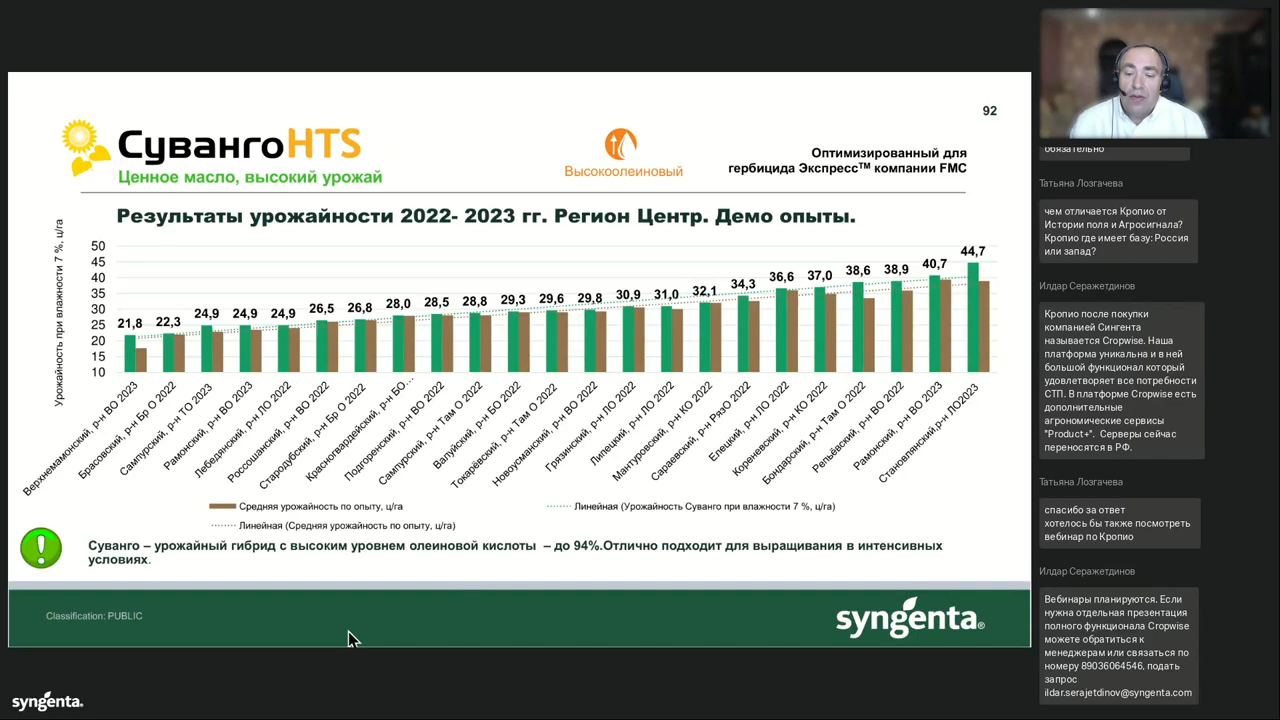 92
СувангоHTS
Ценное масло, высокий урожай
Высокоолеиновый
Оптимизированный для
гербицида Экспресс™ компании FMC
Результаты урожайности 2022- 2023 гг. Регион Центр. Демо опыты.
Урожайность при влажности 7 %, ц/га
50
45
40
35
30
25
20
15
10
21,8
22,3
24,9
24,9
24,9
26,5
26,8
28,0
28,5
28,8
29,3
29,6
29,8
30,9
31,0
32,1
34,3
36,6
37,0
38,6
38,9
40,7
44,7
Верхнемамонский, р-н ВО 2023
Брасовский, р-н Бр О 2022
Сампурский, р-н ТО 2023
Рамонский, р-н ВО 2023
Лебедянский, р-н ЛО 2022
Россошанский, р-н ВО 2022
Стародубский, р-н Бр О 2022
Красногвардейский, р-н БО...
Подгоренский, р-н ВО 2022
Сампурский, р-н Там О 2022
Валуйский, р-н БО 2022
Токарёвский, р-н Там О 2022
Новоусманский, р-н ВО 2022
Грязинский, р-н ЛО 2022
Липецкий, р-н ЛО 2022
Мантуровский, р-н КО 2022
Сараевский, р-н РязО 2022
Елецкий, р-н ЛО 2022
Кореневский, р-н КО 2022
Бондарский, р-н Там О 2022
Репьёвский, р-н ВО 2022
Рамонский, р-н ВО 2023
Становлянский,р-н ЛО2023
Средняя урожайность по опыту, ц/га
Линейная (Урожайность Суванго при влажности 7 %, ц/га)
Линейная (Средняя урожайность по опыту, ц/га)
Суванго – урожайный гибрид с высоким уровнем олеиновой кислоты – до 94%.Отлично подходит для выращивания в интенсивных
условиях.
Classification: PUBLIC
syngenta®
syngenta.
обязательно
Татьяна Лозгачева
чем отличается Кропио от
Истории поля и Агросигнала?
Кропио где имеет базу: Россия
или запад?
Илдар Серажетдинов
Кропио после покупки
компанией Сингента
называется Cropwise. Наша
платформа уникальна и в ней
большой функционал который
удовлетворяет все потребности
СТП. В платформе Cropwise есть
дополнительные
агрономические сервисы
"Product+". Серверы сейчас
переносятся в РФ.
Татьяна Лозгачева
спасибо за ответ
хотелось бы также посмотреть
вебинар по Кропио
Илдар Серажетдинов
Вебинары планируются. Если
нужна отдельная презентация
полного функционала Cropwise
можете обратиться к
менеджерам или связаться по
номеру 89036064546, подать
запрос
ildar.serajetdinov@syngenta.com